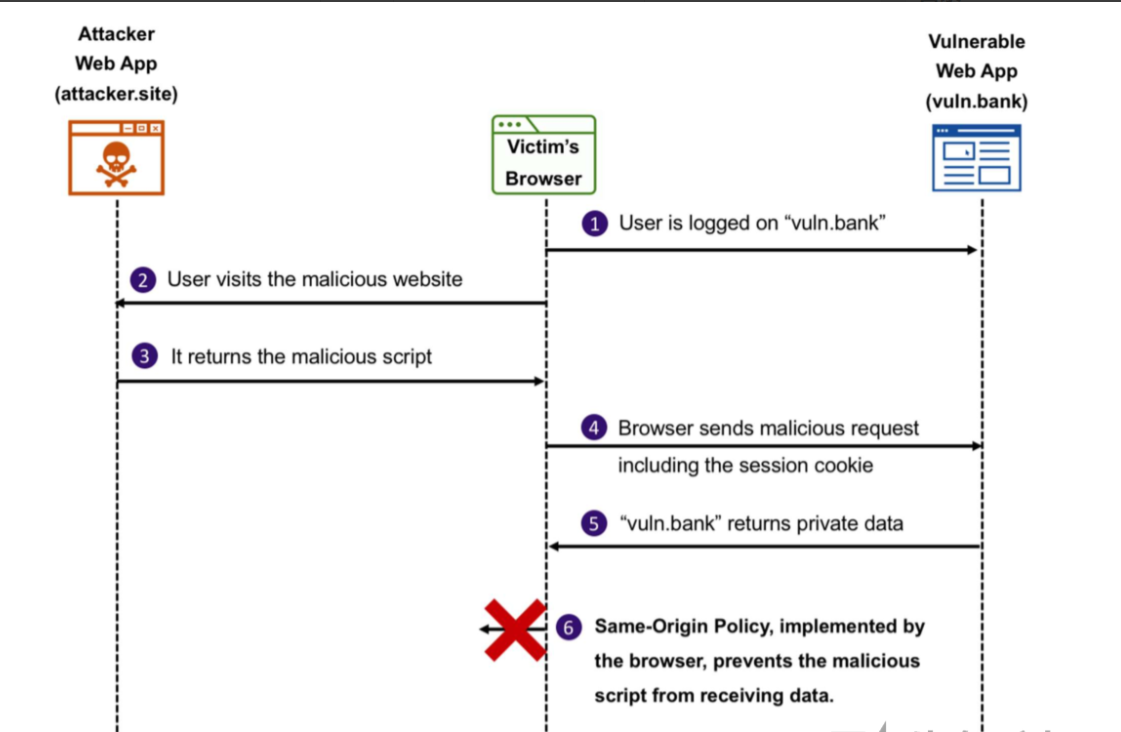 Attacker
Web App
(attacker.site)
Vulnerable
Web App
(vuln.bank)
Victim's
Browser
1 User is logged on “vuln.bank”
2 User visits the malicious website
3 It returns the malicious script
4 Browser sends malicious request
including the session cookie
5 “vuln.bank” returns private data
6 Same-Origin Policy, implemented by
the browser, prevents the malicious
script from receiving data.